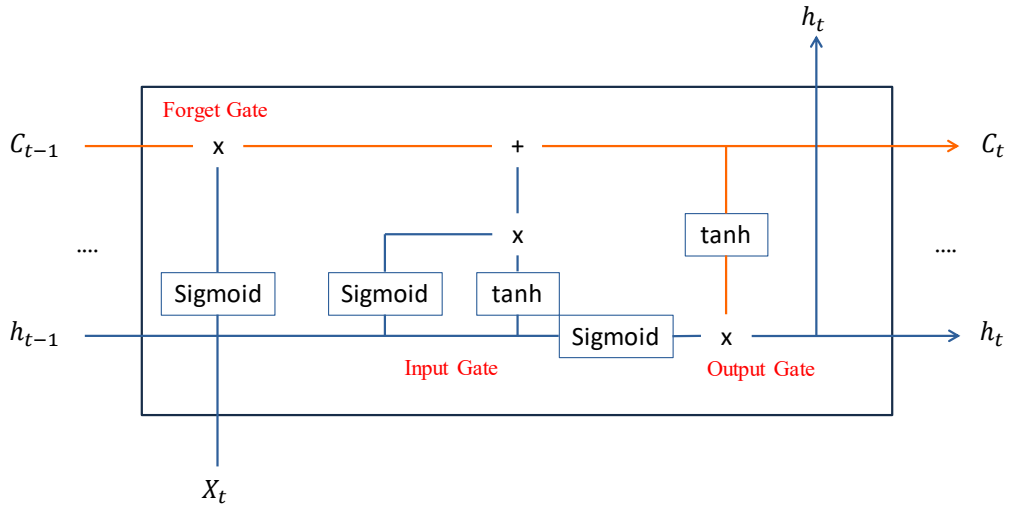 h_t
Forget Gate
C_{t-1}
x
+
C_t
....
x
tanh
....
Sigmoid
Sigmoid
tanh
h_{t-1}
Sigmoid
x
h_t
Input Gate
Output Gate
X_t